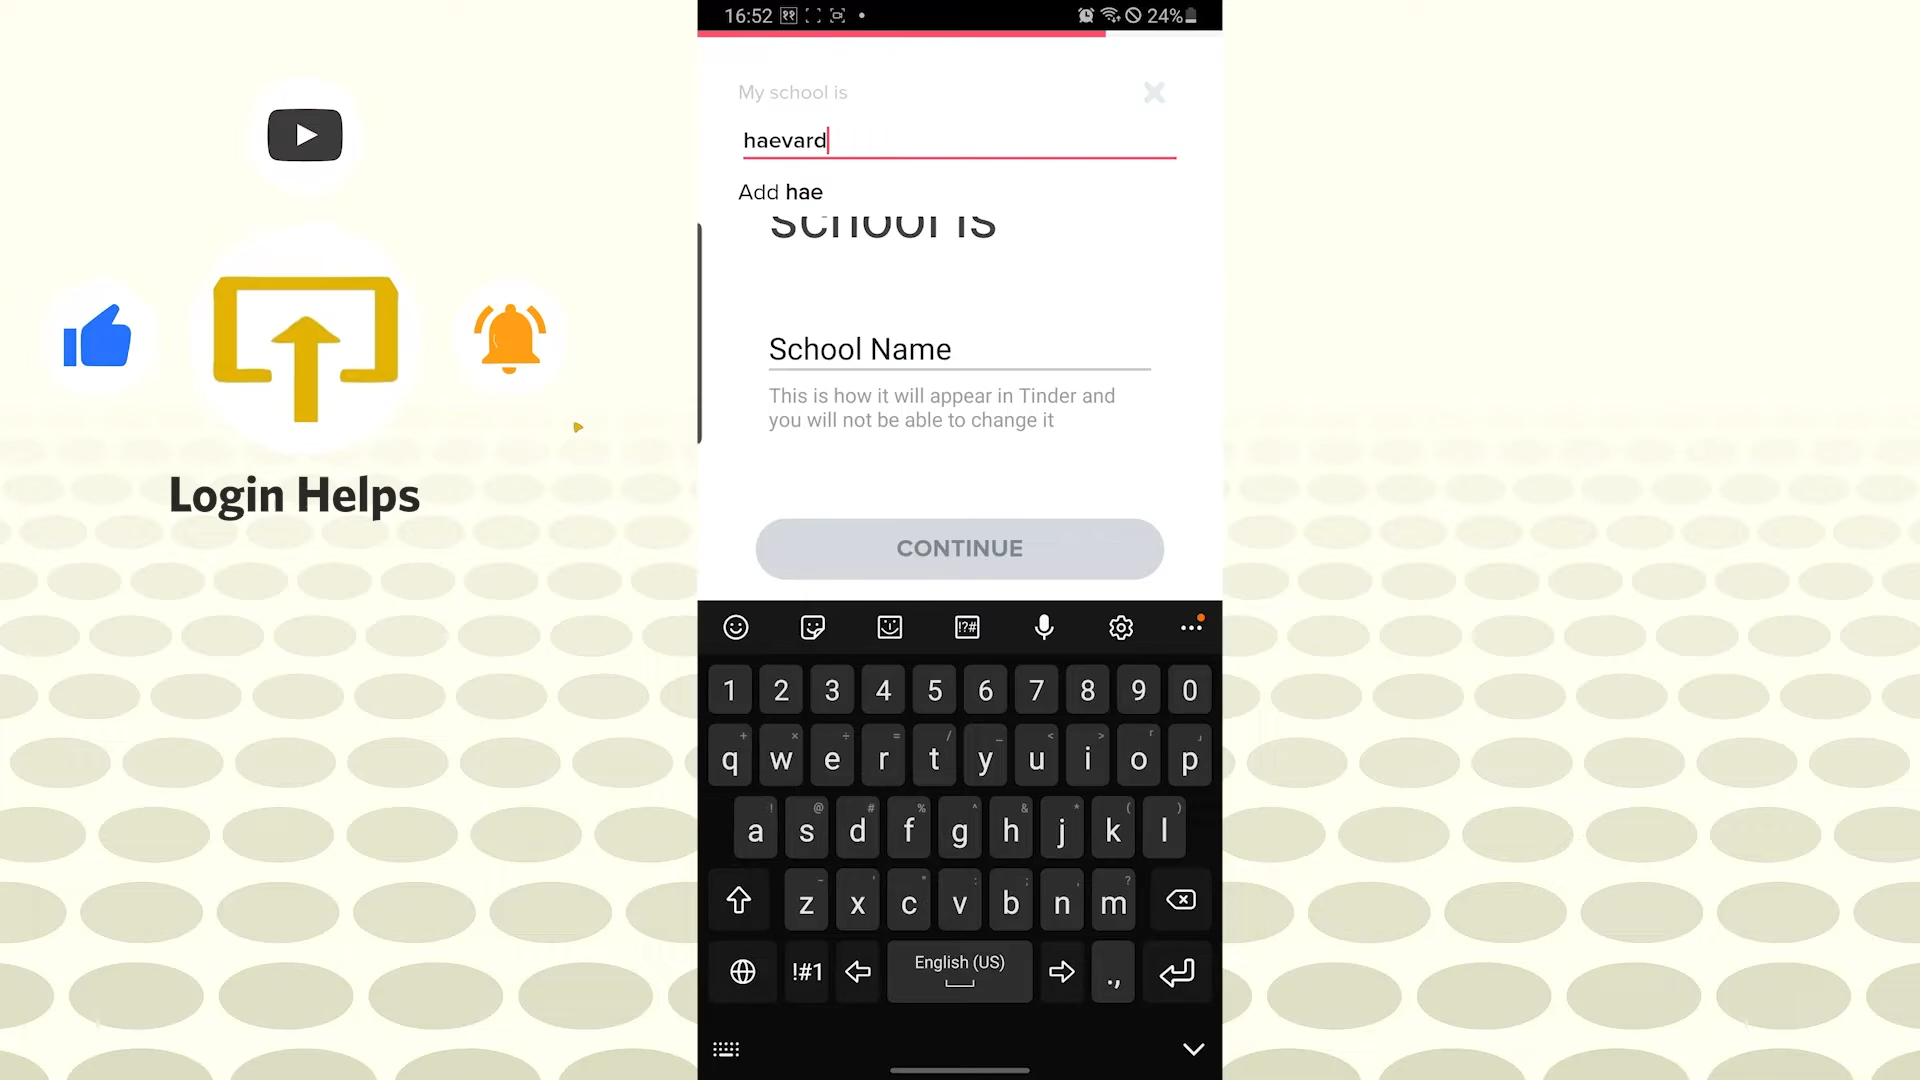 16:52
24%
My school is
haevard
Add hae
school is
School Name
This is how it will appear in Tinder and
you will not be able to change it
CONTINUE
Login Helps
!?#
1 2 3 4 5 6 7 8 9 0
q w e r t y u i o p
a s d f g h j k l
z x c v b n m
!#1 English (US) .,